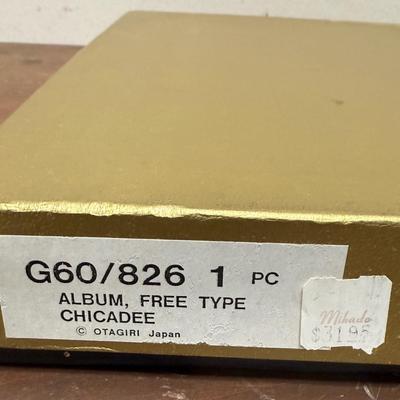 G60/826 1 PC
ALBUM, FREE TYPE
CHICADEE
© OTAGIRI Japan
Mikado
$31.95